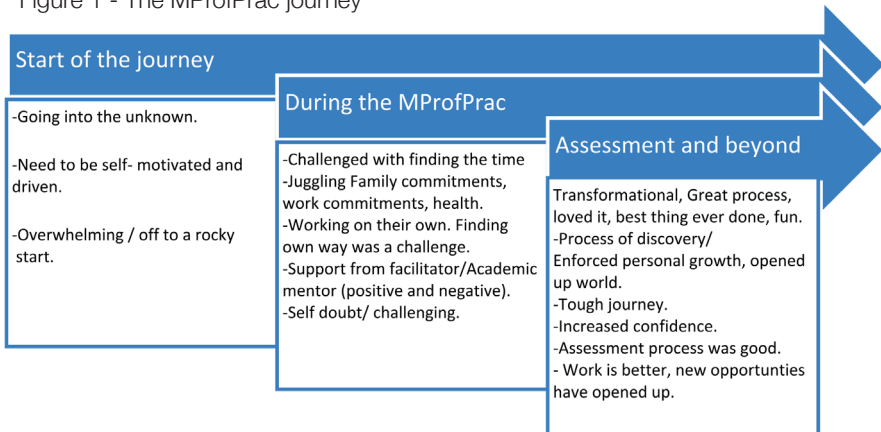 Figure 1 - The MProfPrac journey
Start of the journey
-Going into the unknown.
-Need to be self- motivated and
driven.
-Overwhelming / off to a rocky
start.
During the MProfPrac
-Challenged with finding the time
-Juggling Family commitments,
work commitments, health.
-Working on their own. Finding
own way was a challenge.
-Support from facilitator/Academic
mentor (positive and negative).
-Self doubt/ challenging.
Assessment and beyond
Transformational, Great process,
loved it, best thing ever done, fun.
-Process of discovery/
Enforced personal growth, opened
up world.
-Tough journey.
-Increased confidence.
-Assessment process was good.
- Work is better, new opportunties
have opened up.